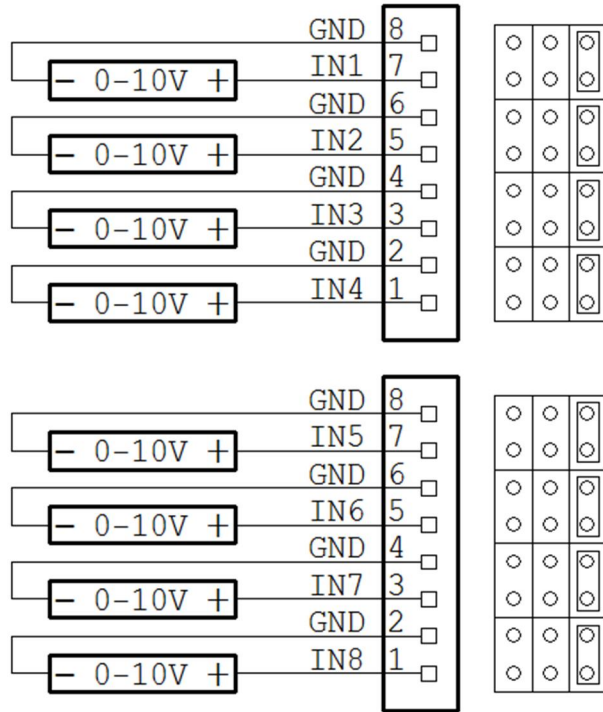 GND 8
IN1 7
- 0-10V +
GND 6
IN2 5
- 0-10V +
GND 4
IN3 3
- 0-10V +
GND 2
IN4 1
- 0-10V +
GND 8
IN5 7
- 0-10V +
GND 6
IN6 5
- 0-10V +
GND 4
IN7 3
- 0-10V +
GND 2
IN8 1
- 0-10V +